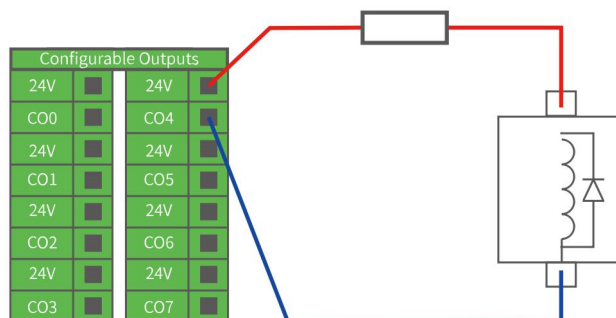 Configurable Outputs
24V 24V
CO0 CO4
24V 24V
CO1 CO5
24V 24V
CO2 CO6
24V 24V
CO3 CO7